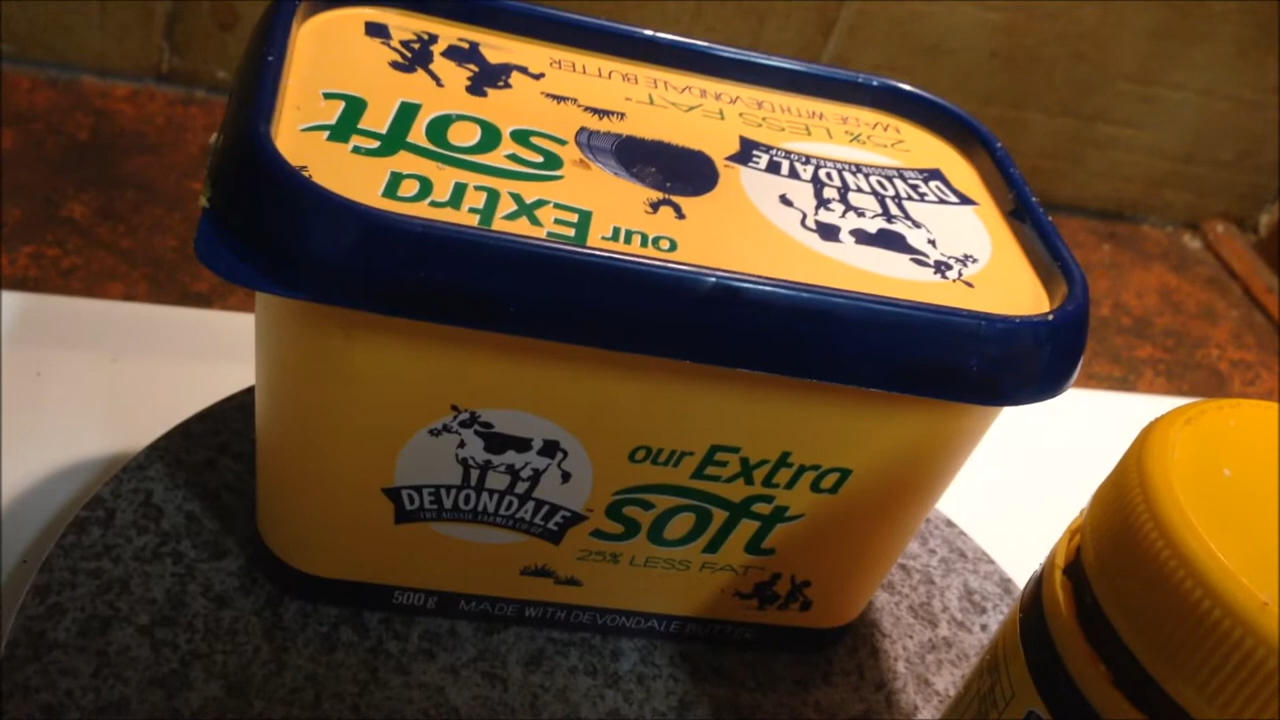 MADE WITH DEVONDALE BUTTER
25% LESS FAT
soft
our Extra
DEVONDALE
-THE AUSSIE FARMER CO-OP-
DEVONDALE
-THE AUSSIE FARMER CO-OP-
our Extra
soft
25% LESS FAT
500g MADE WITH DEVONDALE BUTTER